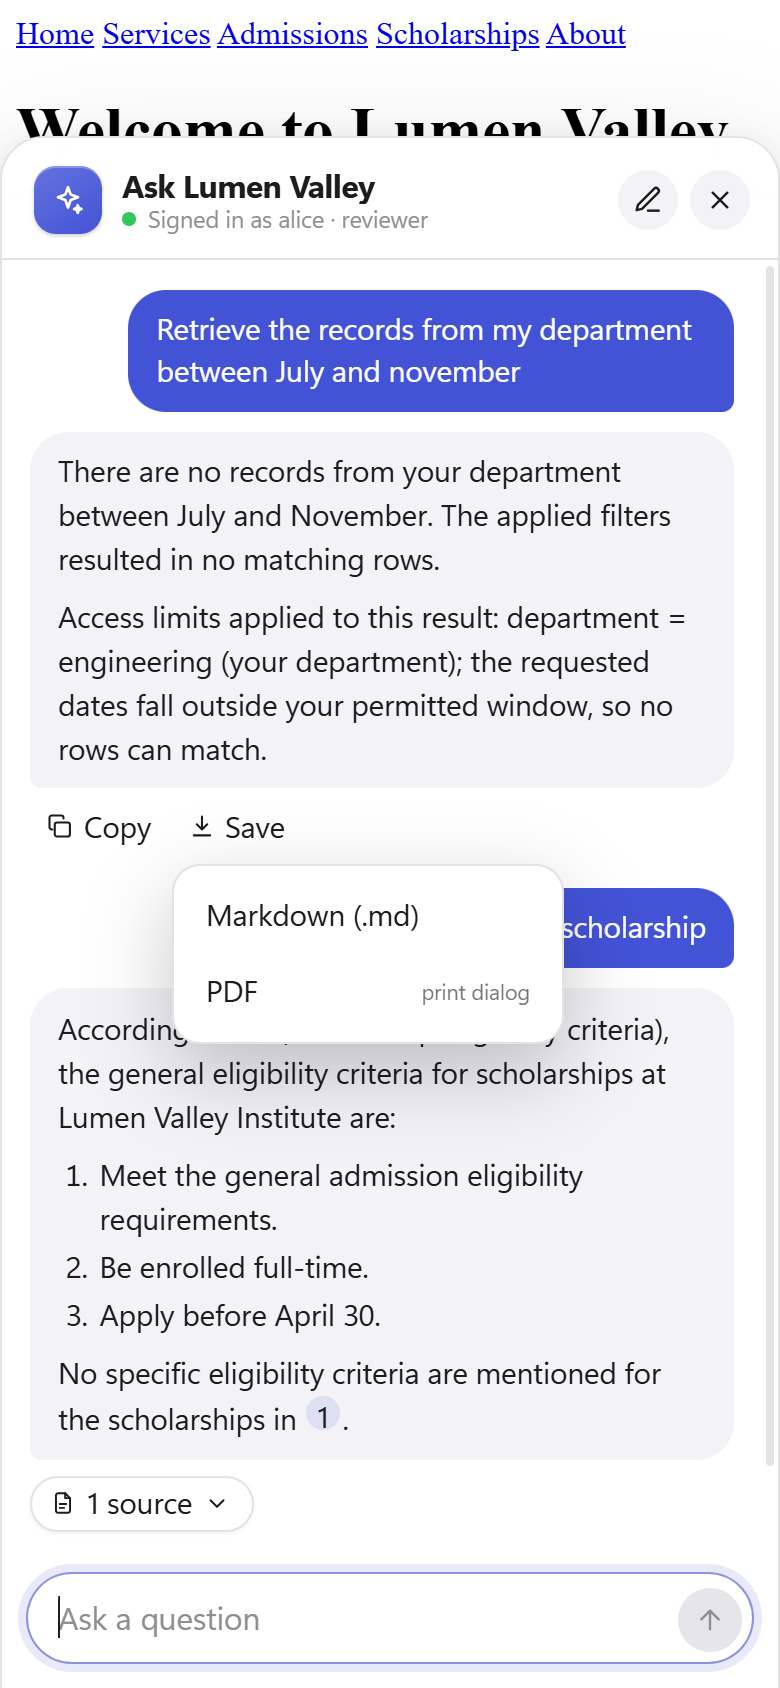 Home Services Admissions Scholarships About
Welcome to Lumen Valley
Ask Lumen Valley
Signed in as alice · reviewer
Retrieve the records from my department
between July and november
There are no records from your department
between July and November. The applied filters
resulted in no matching rows.
Access limits applied to this result: department =
engineering (your department); the requested
dates fall outside your permitted window, so no
rows can match.
Copy Save
Markdown (.md)
PDF print dialog
scholarship
According criteria),
the general eligibility criteria for scholarships at
Lumen Valley Institute are:
1. Meet the general admission eligibility
requirements.
2. Be enrolled full-time.
3. Apply before April 30.
No specific eligibility criteria are mentioned for
the scholarships in 1 .
1 source
Ask a question